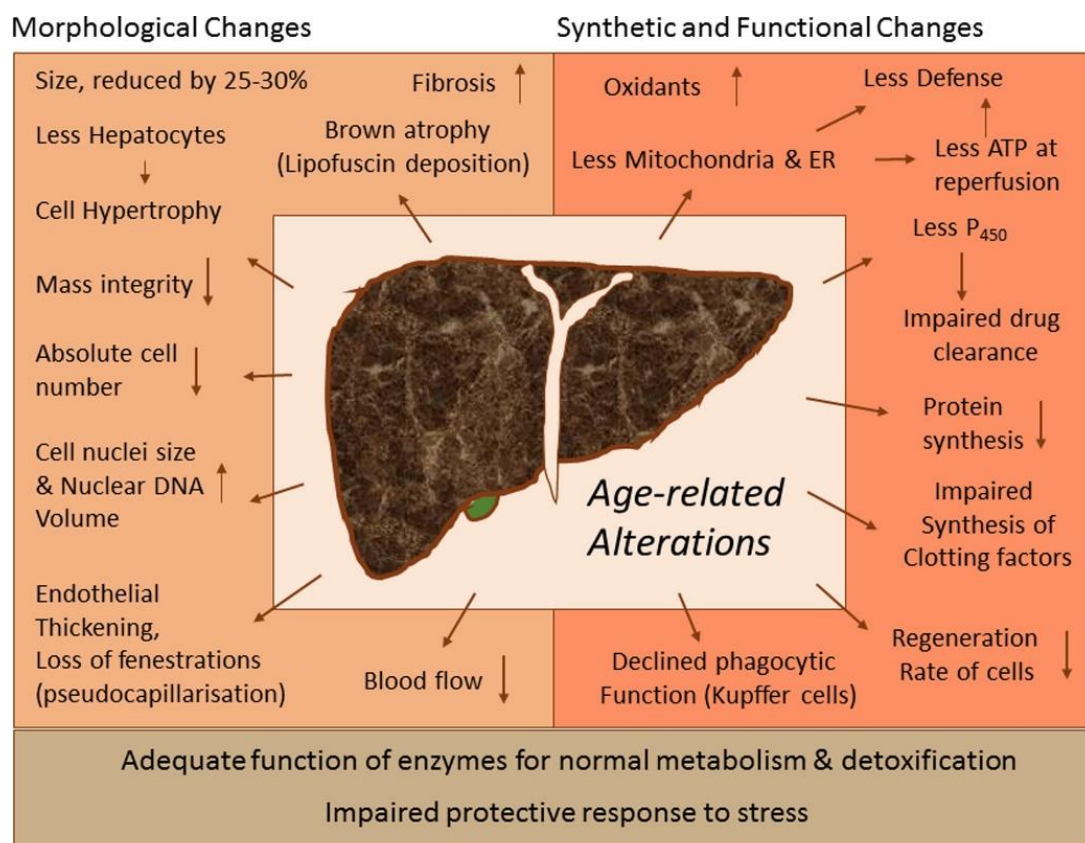 Morphological Changes
Synthetic and Functional Changes
Size, reduced by 25-30%
Fibrosis
Less Hepatocytes
Brown atrophy
(Lipofuscin deposition)
Cell Hypertrophy
Mass integrity
Absolute cell
number
Cell nuclei size
& Nuclear DNA
Volume
Endothelial
Thickening,
Loss of fenestrations
(pseudocapillarisation)
Blood flow
Oxidants
Less Defense
Less Mitochondria & ER
Less ATP at
reperfusion
Less P₄₅₀
Impaired drug
clearance
Protein
synthesis
Impaired
Synthesis of
Clotting factors
Regeneration
Rate of cells
Declined phagocytic
Function (Kupffer cells)
Age-related
Alterations
Adequate function of enzymes for normal metabolism & detoxification
Impaired protective response to stress